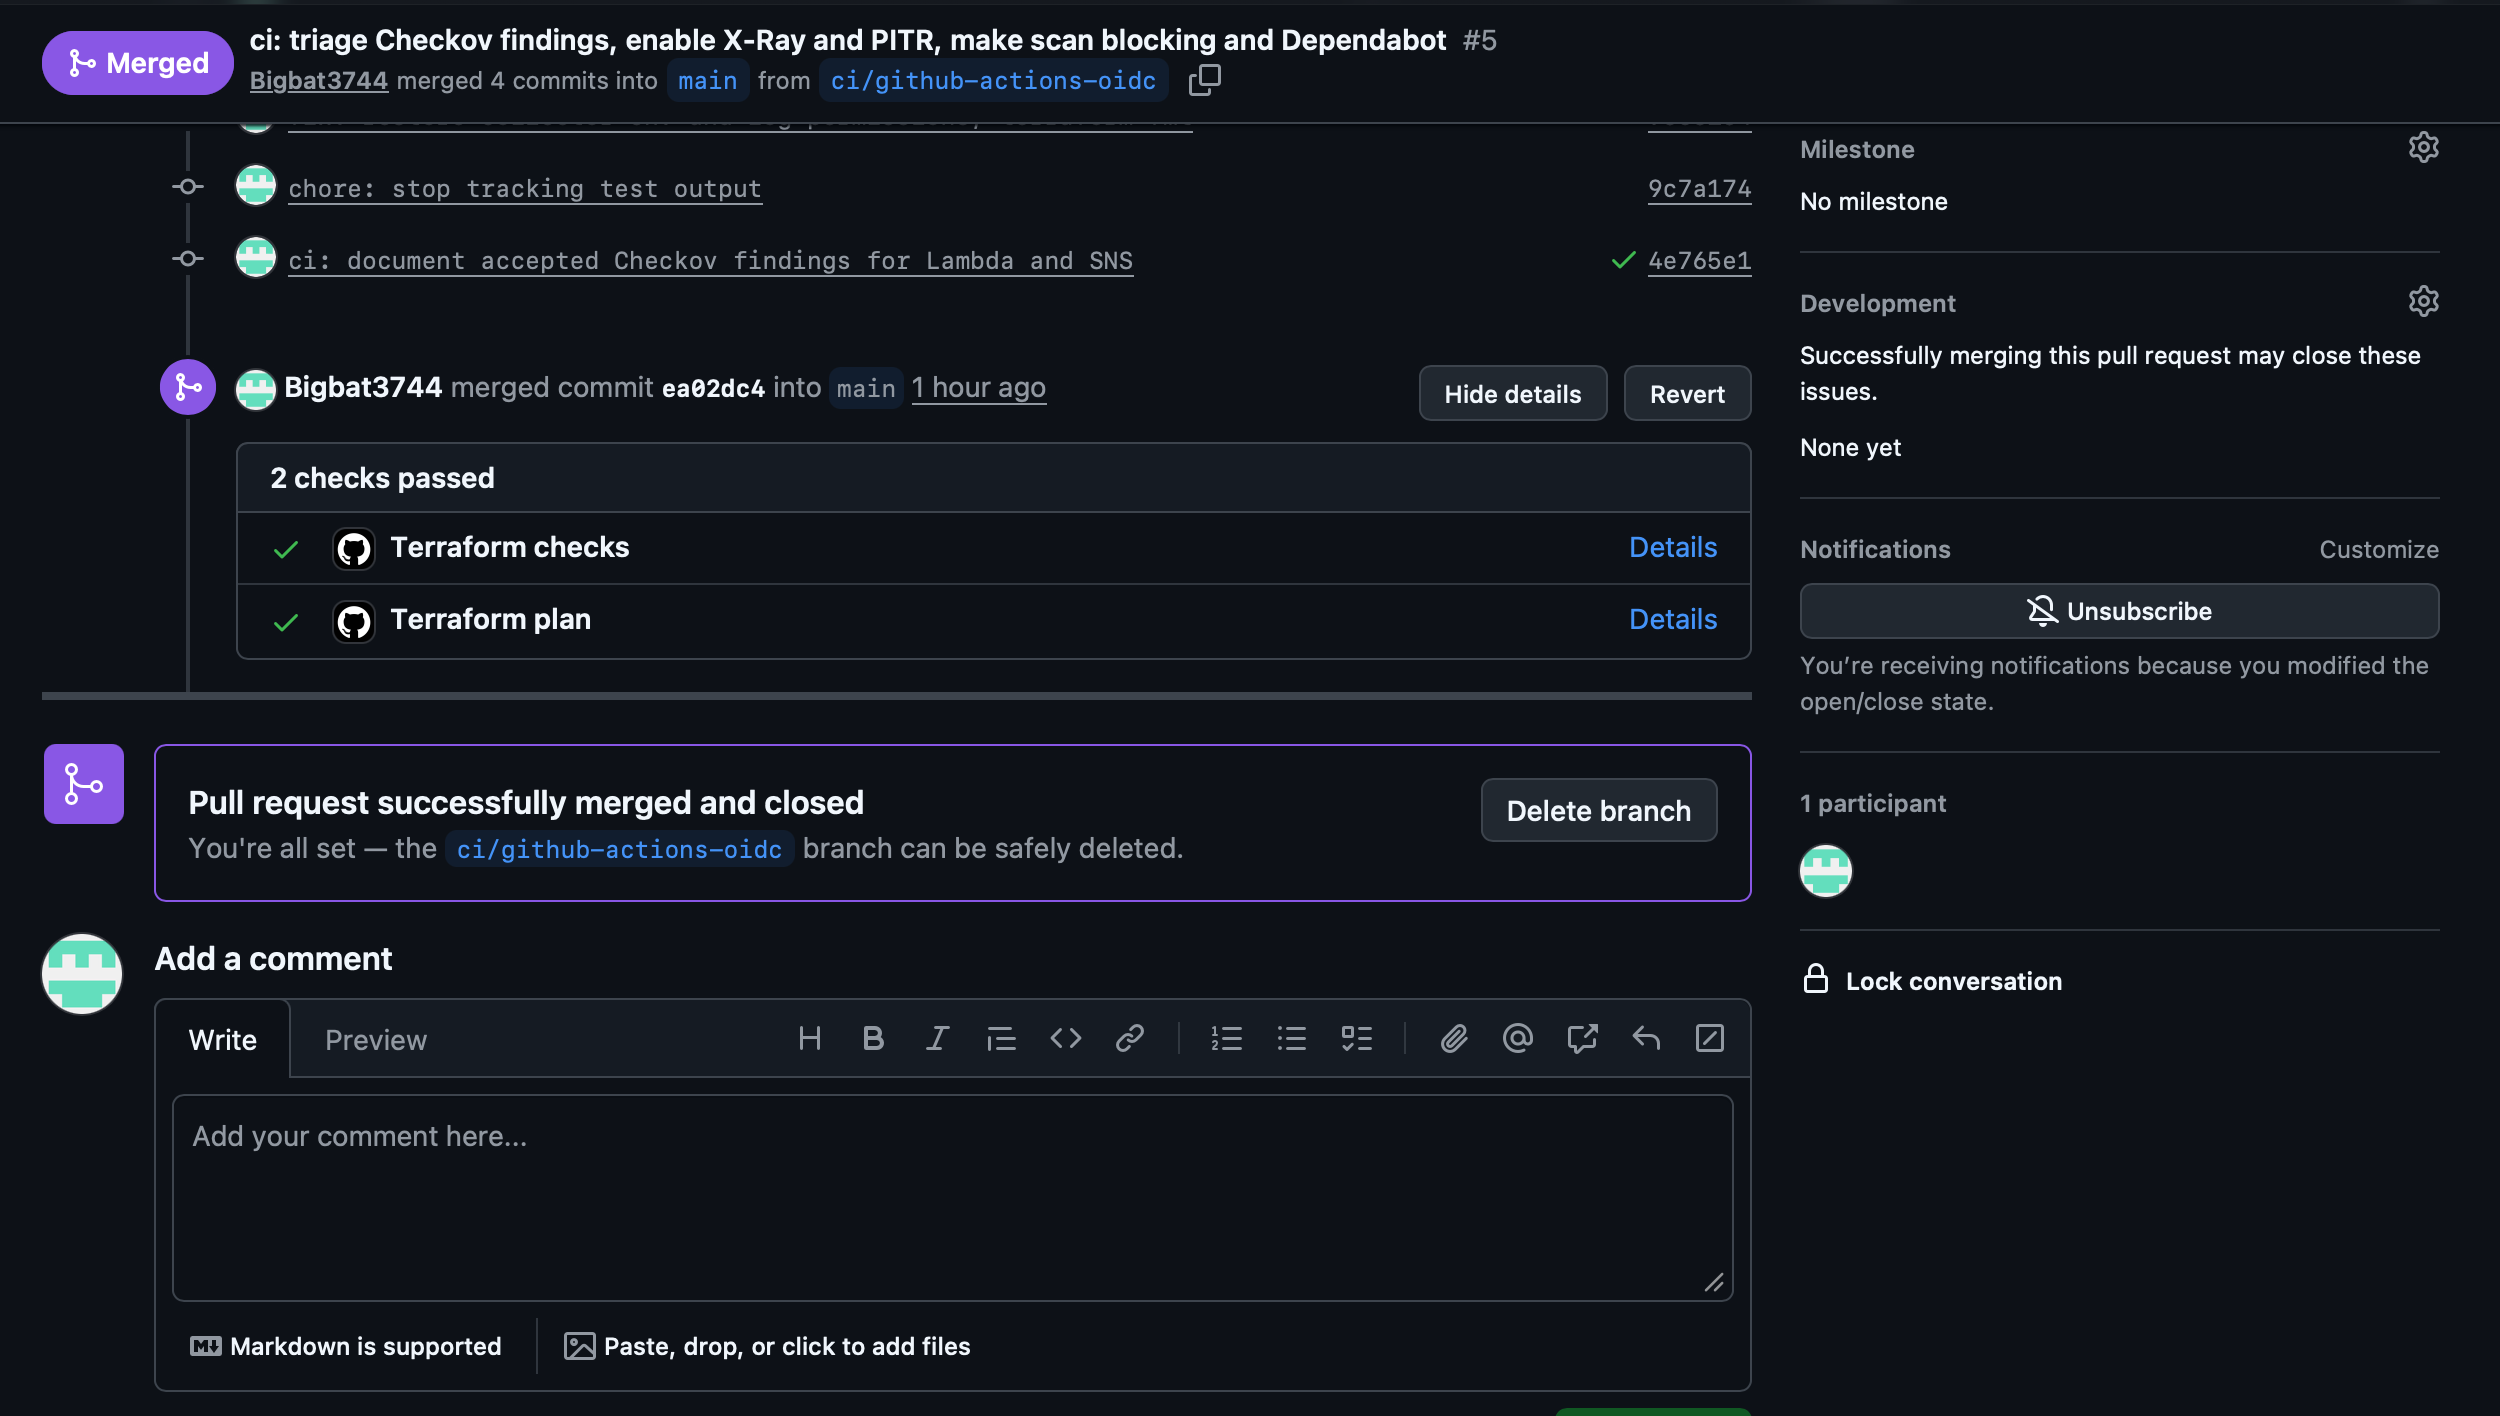 Merged
ci: triage Checkov findings, enable X-Ray and PITR, make scan blocking and Dependabot #5
Bigbat3744 merged 4 commits into main from ci/github-actions-oidc
chore: stop tracking test output 9c7a174
ci: document accepted Checkov findings for Lambda and SNS 4e765e1
Bigbat3744 merged commit ea02dc4 into main 1 hour ago
Hide details
Revert
2 checks passed
Terraform checks Details
Terraform plan Details
Pull request successfully merged and closed
You're all set — the ci/github-actions-oidc branch can be safely deleted.
Delete branch
Add a comment
Write Preview
Add your comment here...
Markdown is supported
Paste, drop, or click to add files
Milestone
No milestone
Development
Successfully merging this pull request may close these
issues.
None yet
Notifications Customize
Unsubscribe
You’re receiving notifications because you modified the
open/close state.
1 participant
Lock conversation